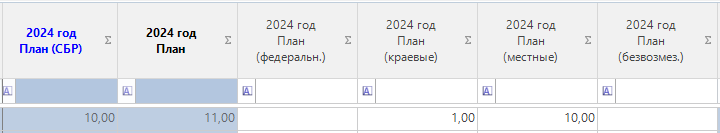 2024 год
План (СБР) Σ
2024 год
План Σ
2024 год
План
(федеральн.) Σ
2024 год
План
(краевые) Σ
2024 год
План
(местные) Σ
2024 год
План
(безвозмез.) Σ
A A A A A A
10,00 11,00 1,00 10,00